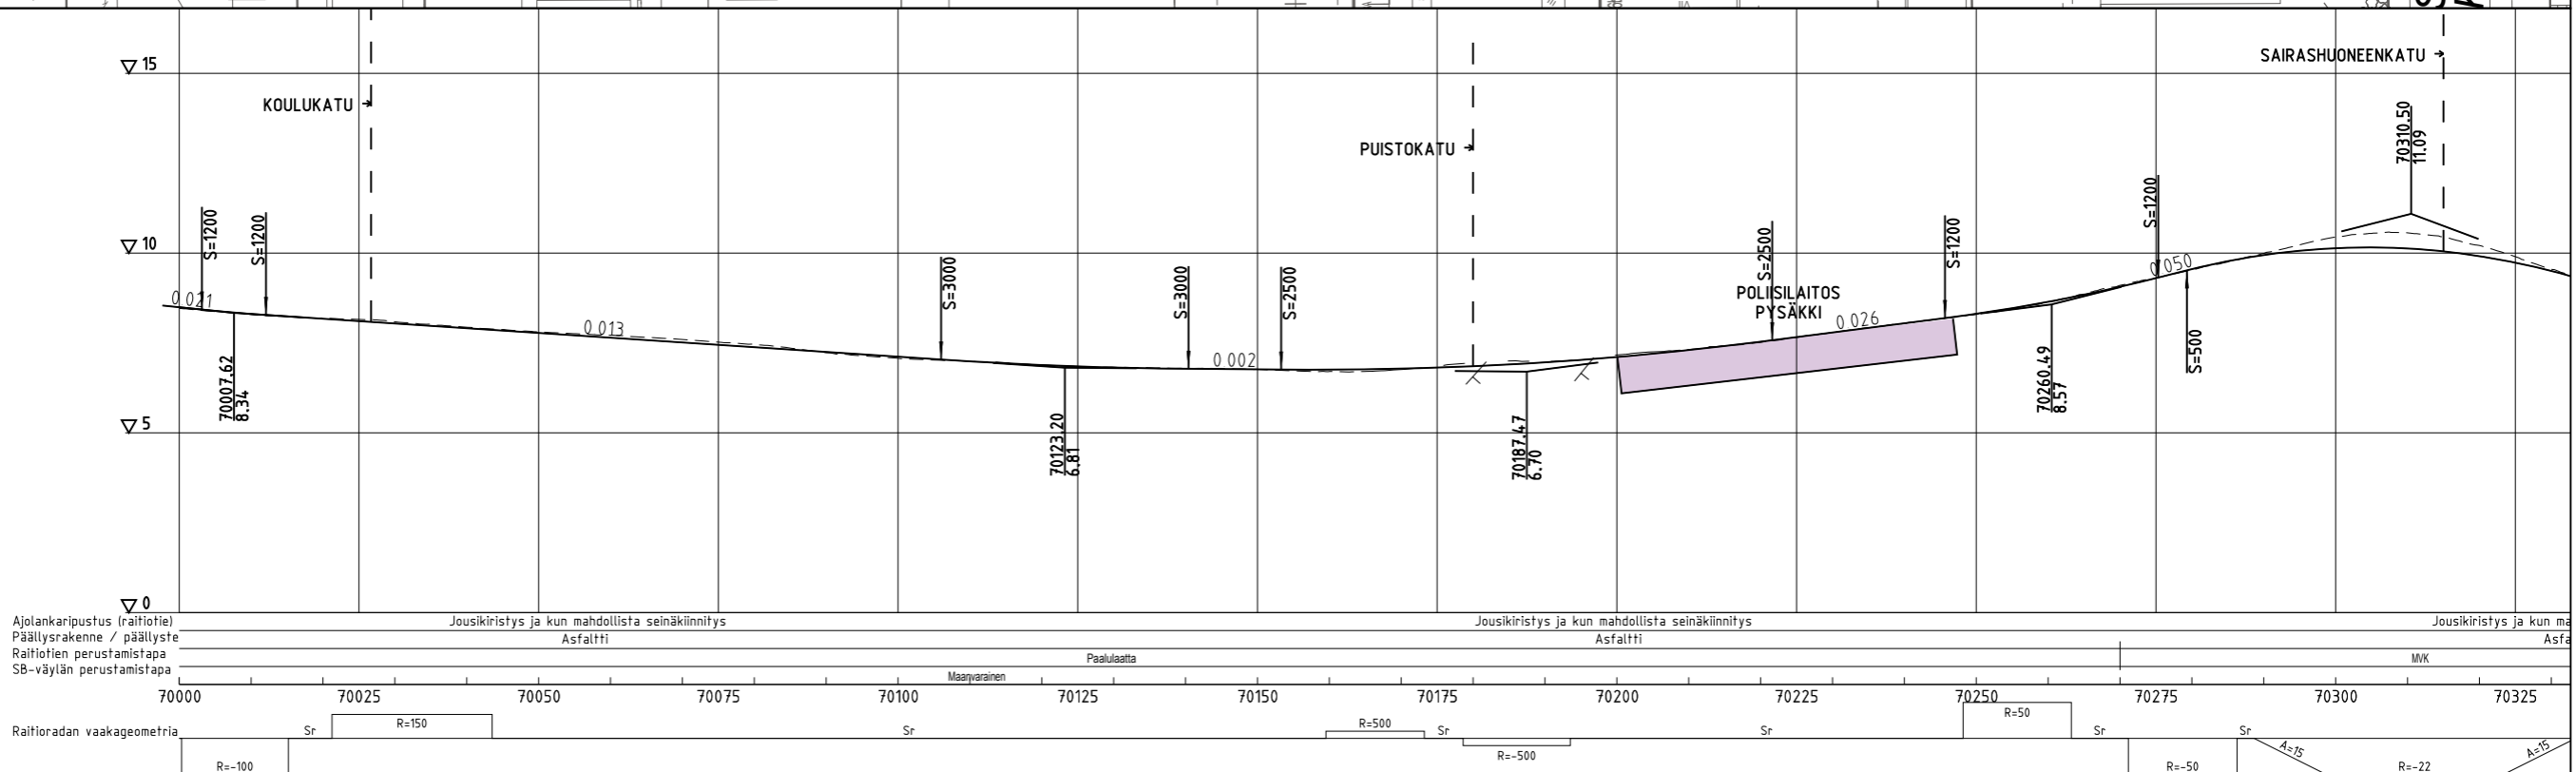 15
SAIRASHUONEENKATU
KOULUKATU
PUISTOKATU
70310.50
11.09
10
S=1200
S=1200
S=3000
S=3000
S=2500
S=2500
S=1200
S=1200
POLIISILAITOS
PYSÄKKI
0 021
0 013
0 002
0 026
0 050
70007.62
8.34
70123.20
6.81
70187.47
6.70
70260.49
8.57
S=500
5
0
Ajolankaripustus (raitiotie) Jousikiristys ja kun mahdollista seinäkiinnitys Jousikiristys ja kun mahdollista seinäkiinnitys Jousikiristys ja kun ma
Päällysrakenne / päällyste Asfaltti Asfaltti Asfa
Raitiotien perustamistapa Paalulaatta MVK
SB-väylän perustamistapa Maanvarainen
70000 70025 70050 70075 70100 70125 70150 70175 70200 70225 70250 70275 70300 70325
Raitioradan vaakageometria R=-100 Sr R=150 Sr R=500 Sr R=-500 Sr R=50 Sr R=-50 Sr A=15 R=-22 A=15